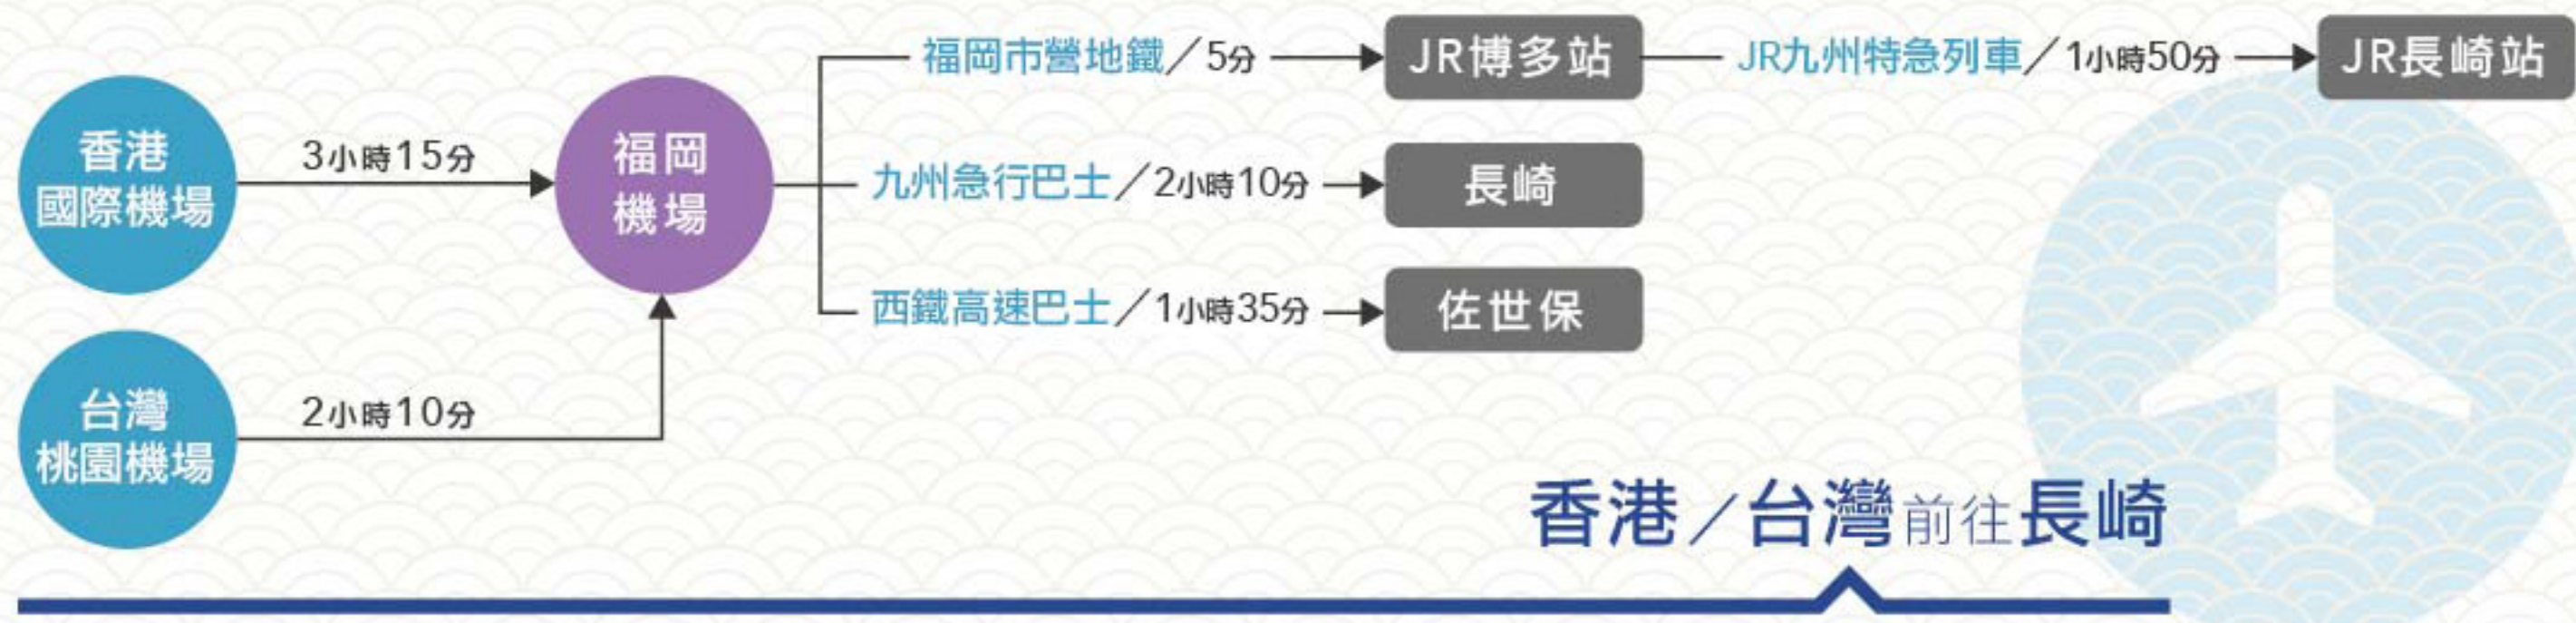 香港
國際機場
3小時15分
福岡
機場
福岡市營地鐵／5分
JR博多站
JR九州特急列車／1小時50分
JR長崎站
九州急行巴士／2小時10分
長崎
西鐵高速巴士／1小時35分
佐世保
台灣
桃園機場
2小時10分
香港／台灣前往長崎